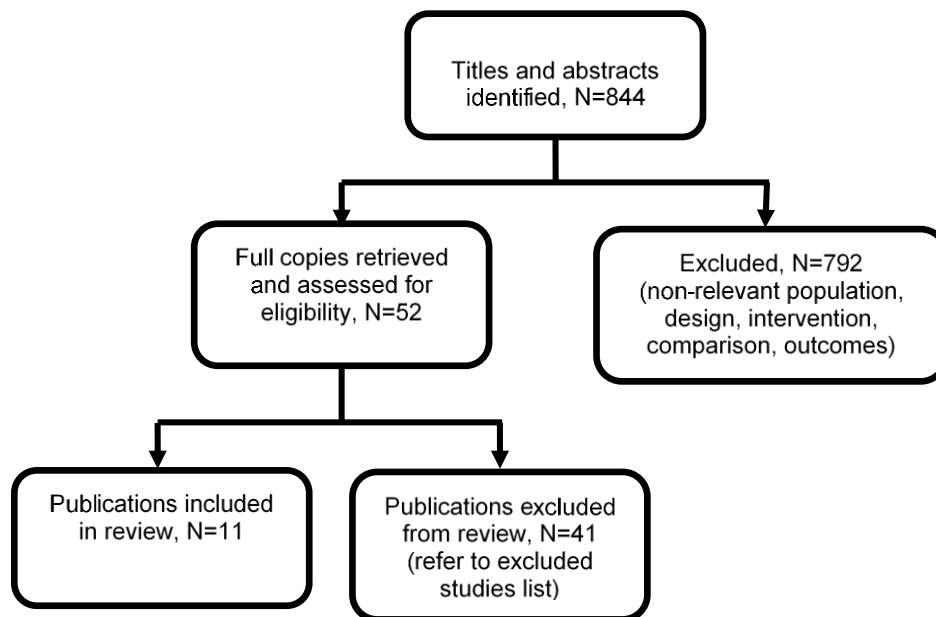 Titles and abstracts
identified, N=844
Full copies retrieved
and assessed for
eligibility, N=52
Excluded, N=792
(non-relevant population,
design, intervention,
comparison, outcomes)
Publications included
in review, N=11
Publications excluded
from review, N=41
(refer to excluded
studies list)